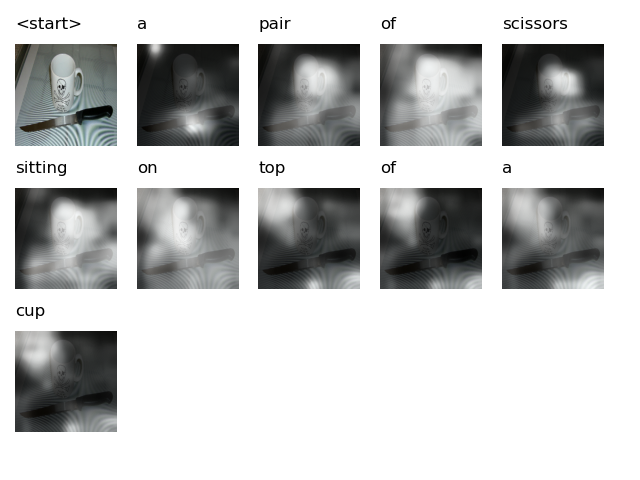 <start> a pair of scissors
sitting on top of a
cup